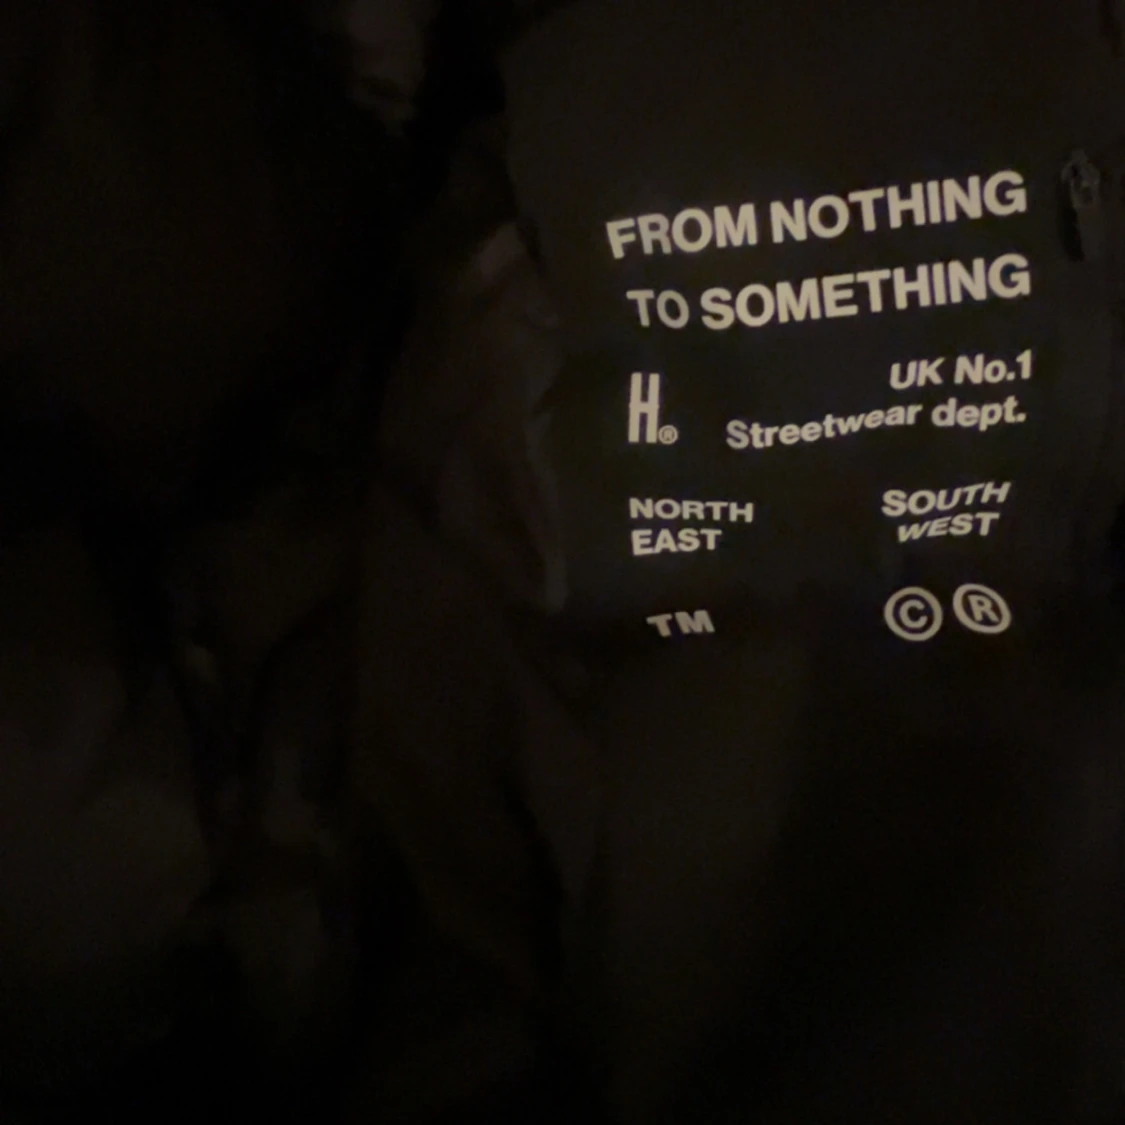 FROM NOTHING
TO SOMETHING
H®
UK No.1
Streetwear dept.
NORTH
EAST
SOUTH
WEST
TM
© ®